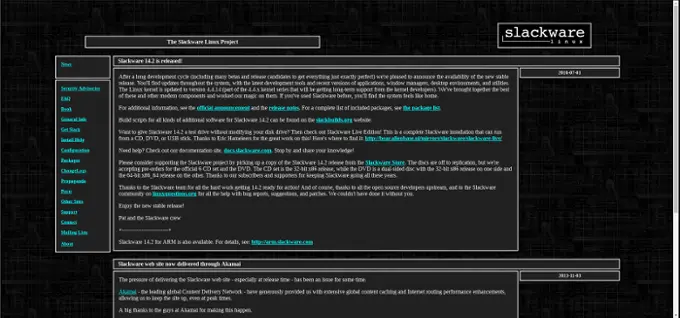 The Slackware Linux Project
slackware
linux
News
Security Advisories
FAQ
Book
General Info
Get Slack
Install Help
Configuration
Packages
ChangeLogs
Propaganda
Ports
Other Sites
Support
Contact
Mailing Lists
About
Slackware 14.2 is released!
2016-07-01
After a long development cycle (including many betas and release candidates to get everything just exactly perfect) we're pleased to announce the availability of the new stable
release. You'll find updates throughout the system, with the latest development tools and recent versions of applications, window managers, desktop environments, and utilities.
The Linux kernel is updated to version 4.4.14 (part of the 4.4.x kernel series that will be getting long-term support from the kernel developers). We've brought together the best
of these and other modern components and worked our magic on them. If you've used Slackware before, you'll find the system feels like home.
For additional information, see the official announcement and the release notes. For a complete list of included packages, see the package list.
Build scripts for all kinds of additional software for Slackware 14.2 can be found on the slackbuilds.org website.
Want to give Slackware 14.2 a test drive without modifying your disk drive? Then check out Slackware Live Edition! This is a complete Slackware installation that can run
from a CD, DVD, or USB stick. Thanks to Eric Hameleers for the great work on this! Here's where to find it: http://bear.alienbase.nl/mirrors/slackware/slackware-live/
Need help? Check out our documentation site, docs.slackware.com. Stop by and share your knowledge!
Please consider supporting the Slackware project by picking up a copy of the Slackware 14.2 release from the Slackware Store. The discs are off to replication, but we're
accepting pre-orders for the official 6 CD set and the DVD. The CD set is the 32-bit x86 release, while the DVD is a dual-sided disc with the 32-bit x86 release on one side and
the 64-bit x86_64 release on the other. Thanks to our subscribers and supporters for keeping Slackware going all these years.
Thanks to the Slackware team for all the hard work getting 14.2 ready for action! And of course, thanks to all the open source developers upstream, and to the Slackware
community on linuxquestions.org for all the help with bug reports, suggestions, and patches. We couldn't have done it without you.
Enjoy the new stable release!
Pat and the Slackware crew
Slackware 14.2 for ARM is also available. For details, see: http://arm.slackware.com
Slackware web site now delivered through Akamai
2013-11-03
The pressure of delivering the Slackware web site - especially at release time - has been an issue for some time.
Akamai - the leading global Content Delivery Network - have generously provided us with extensive global content caching and Internet routing performance enhancements,
allowing us to keep the site up, even at peak times.
A big thanks to the guys at Akamai for making this happen.